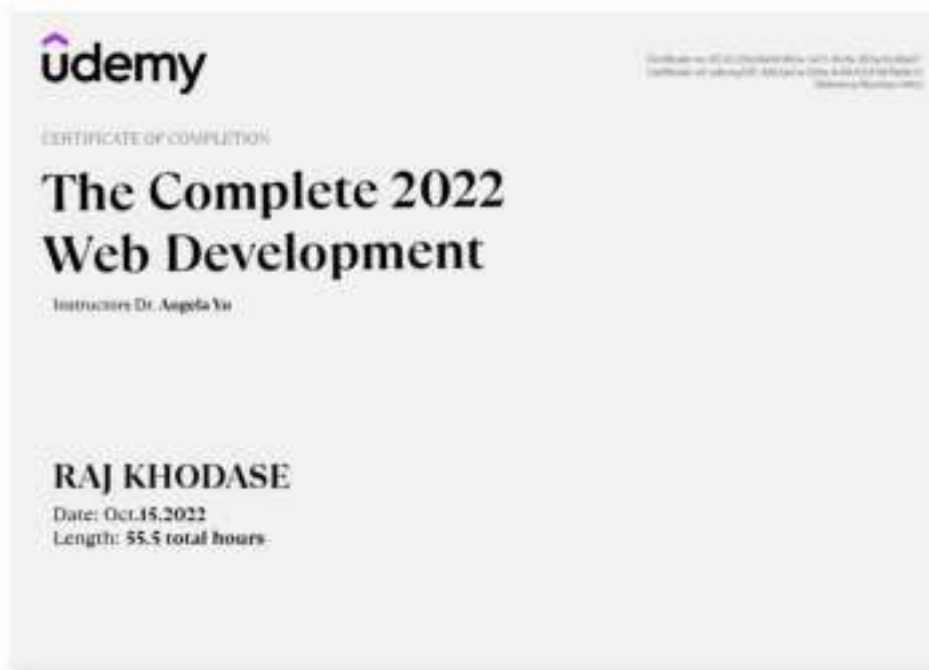 ûdemy
CERTIFICATE OF COMPLETION
The Complete 2022
Web Development
Instructors Dr. Angela Yu
RAJ KHODASE
Date: Oct.15.2022
Length: 55.5 total hours